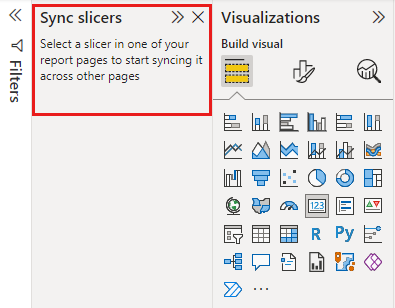 Sync slicers
Select a slicer in one of your
report pages to start syncing it
across other pages
Filters
Visualizations
Build visual
123
R
Py
...